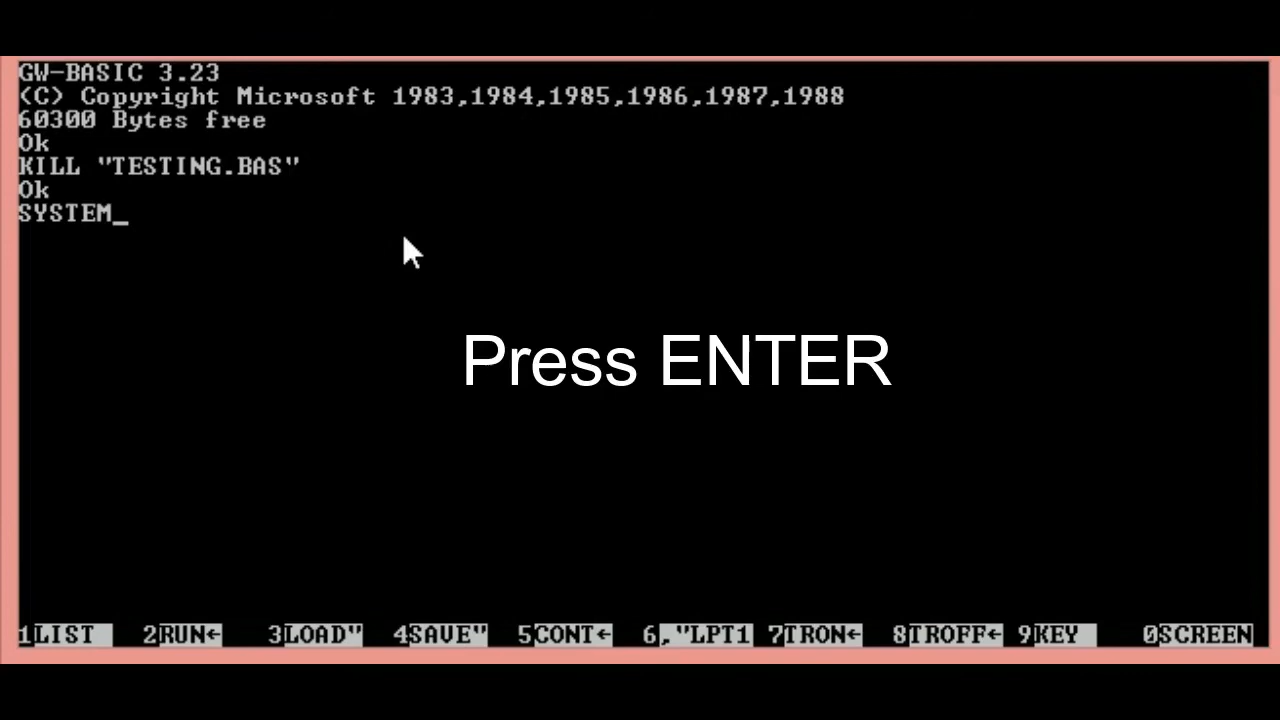 GW-BASIC 3.23
(C) Copyright Microsoft 1983,1984,1985,1986,1987,1988
60300 Bytes free
Ok
KILL "TESTING.BAS"
Ok
SYSTEM_
Press ENTER
1LIST 2RUN← 3LOAD" 4SAVE" 5CONT← 6,"LPT1 7TRON← 8TROFF← 9KEY 0SCREEN